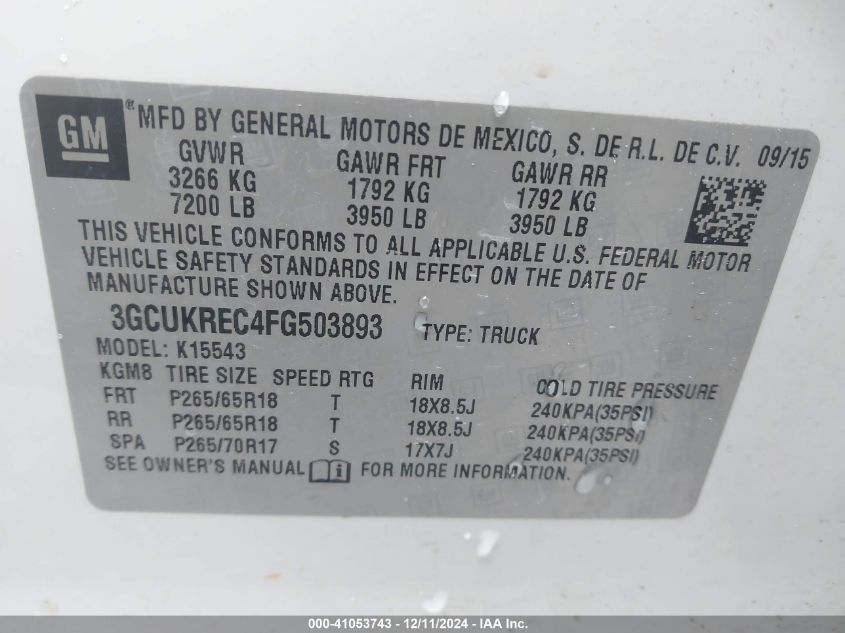 GM ® MFD BY GENERAL MOTORS DE MEXICO, S. DE R.L. DE C.V. 09/15
GVWR GAWR FRT GAWR RR
3266 KG 1792 KG 1792 KG
7200 LB 3950 LB 3950 LB
THIS VEHICLE CONFORMS TO ALL APPLICABLE U.S. FEDERAL MOTOR
VEHICLE SAFETY STANDARDS IN EFFECT ON THE DATE OF
MANUFACTURE SHOWN ABOVE.
3GCUKREC4FG503893 TYPE: TRUCK
MODEL: K15543
KGM8 TIRE SIZE SPEED RTG RIM COLD TIRE PRESSURE
FRT P265/65R18 T 18X8.5J 240KPA(35PSI)
RR P265/65R18 T 18X8.5J 240KPA(35PSI)
SPA P265/70R17 S 17X7J 240KPA(35PSI)
SEE OWNER'S MANUAL i FOR MORE INFORMATION.
000-41053743 - 12/11/2024 - IAA Inc.